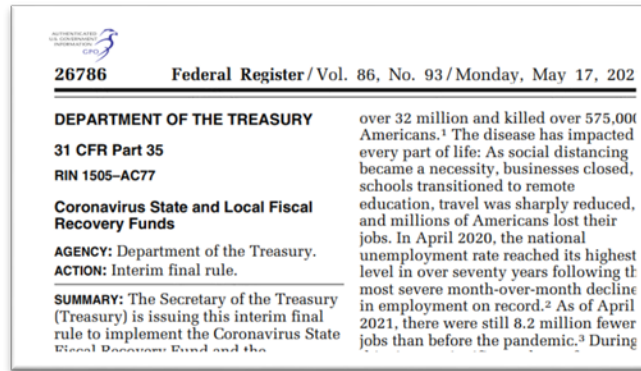 AUTHENTICATED
U.S. GOVERNMENT
INFORMATION
GPO
26786 Federal Register / Vol. 86, No. 93 / Monday, May 17, 202
DEPARTMENT OF THE TREASURY
31 CFR Part 35
RIN 1505–AC77
Coronavirus State and Local Fiscal
Recovery Funds
AGENCY: Department of the Treasury.
ACTION: Interim final rule.
SUMMARY: The Secretary of the Treasury
(Treasury) is issuing this interim final
rule to implement the Coronavirus State
Fiscal Recovery Fund and the
over 32 million and killed over 575,000
Americans.¹ The disease has impacted
every part of life: As social distancing
became a necessity, businesses closed,
schools transitioned to remote
education, travel was sharply reduced,
and millions of Americans lost their
jobs. In April 2020, the national
unemployment rate reached its highest
level in over seventy years following th
most severe month-over-month decline
in employment on record.² As of April
2021, there were still 8.2 million fewer
jobs than before the pandemic.³ During